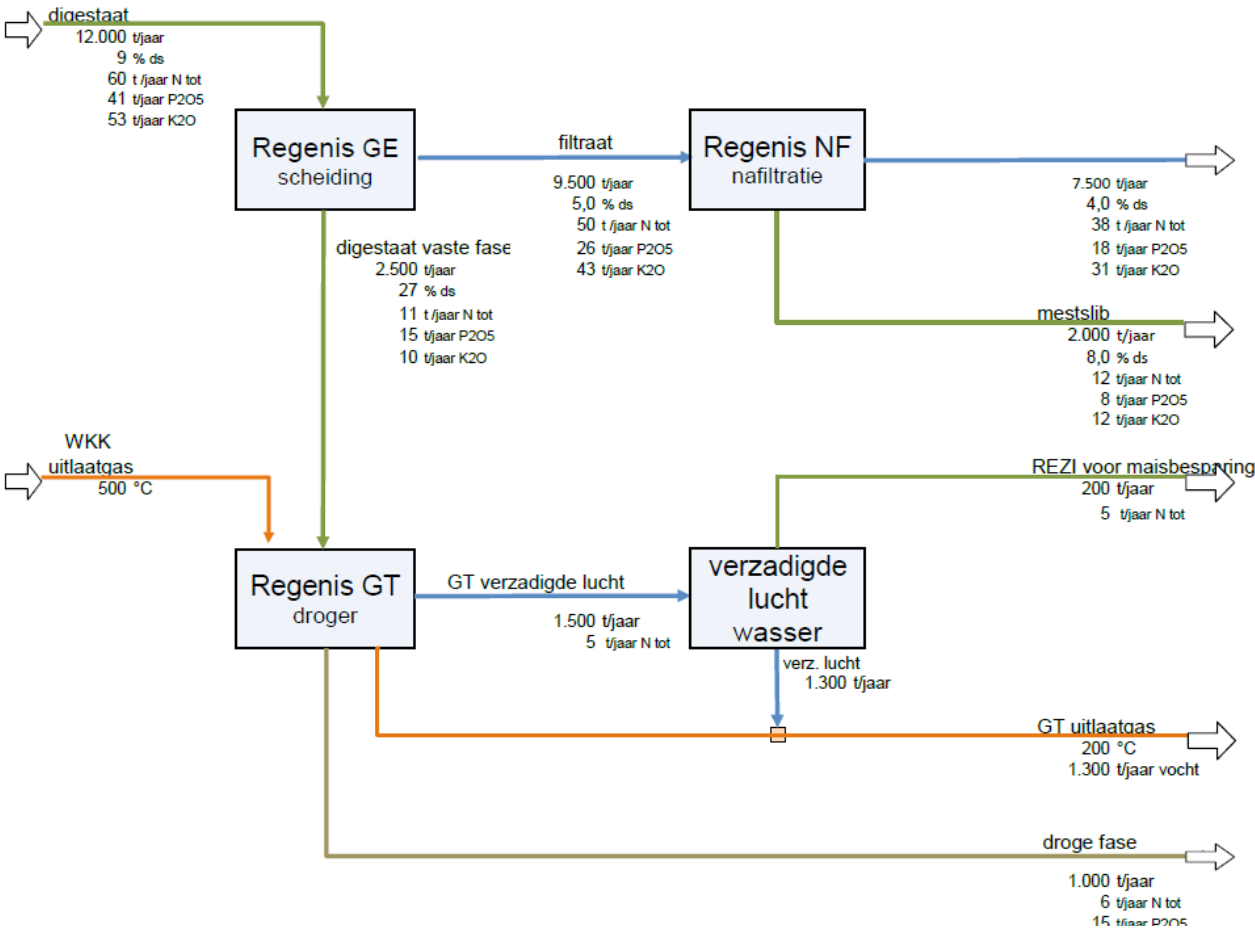 digestaat
12.000 t/jaar
9 % ds
60 t /jaar N tot
41 t/jaar P2O5
53 t/jaar K2O
Regenis GE
scheiding
filtraat
9.500 t/jaar
5,0 % ds
50 t /jaar N tot
26 t/jaar P2O5
43 t/jaar K2O
Regenis NF
nafiltratie
7.500 t/jaar
4,0 % ds
38 t /jaar N tot
18 t/jaar P2O5
31 t/jaar K2O
digestaat vaste fase
2.500 t/jaar
27 % ds
11 t /jaar N tot
15 t/jaar P2O5
10 t/jaar K2O
mestslib
2.000 t/jaar
8,0 % ds
12 t/jaar N tot
8 t/jaar P2O5
12 t/jaar K2O
WKK
uitlaatgas
500 °C
REZI voor maisbesparing
200 t/jaar
5 t/jaar N tot
Regenis GT
droger
GT verzadigde lucht
1.500 t/jaar
5 t/jaar N tot
verzadigde
lucht
wasser
verz. lucht
1.300 t/jaar
GT uitlaatgas
200 °C
1.300 t/jaar vocht
droge fase
1.000 t/jaar
6 t/jaar N tot
15 t/jaar P2O5